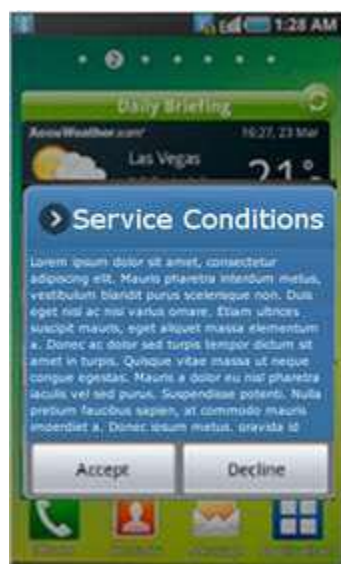 1:28 AM
Daily Briefing
AccuWeather.com
16:27, 23 Mar
Las Vegas
21°
Service Conditions
Lorem ipsum dolor sit amet, consectetur
adipiscing elit. Mauris pharetra interdum metus,
vestibulum blandit purus scelerisque non. Duis
eget nisl ac nisi varius ornare. Etiam ultrices
suscipit mauris, eget aliquet massa elementum
a. Donec ac dolor sed turpis tempor dictum sit
amet in turpis. Quisque vitae massa ut neque
congue egestas. Mauris a dolor eu nisl pharetra
iaculis vel sed purus. Suspendisse potenti. Nulla
pretium faucibus sapien, at commodo mauris
imperdiet a. Donec ipsum metus, gravida id
Accept
Decline